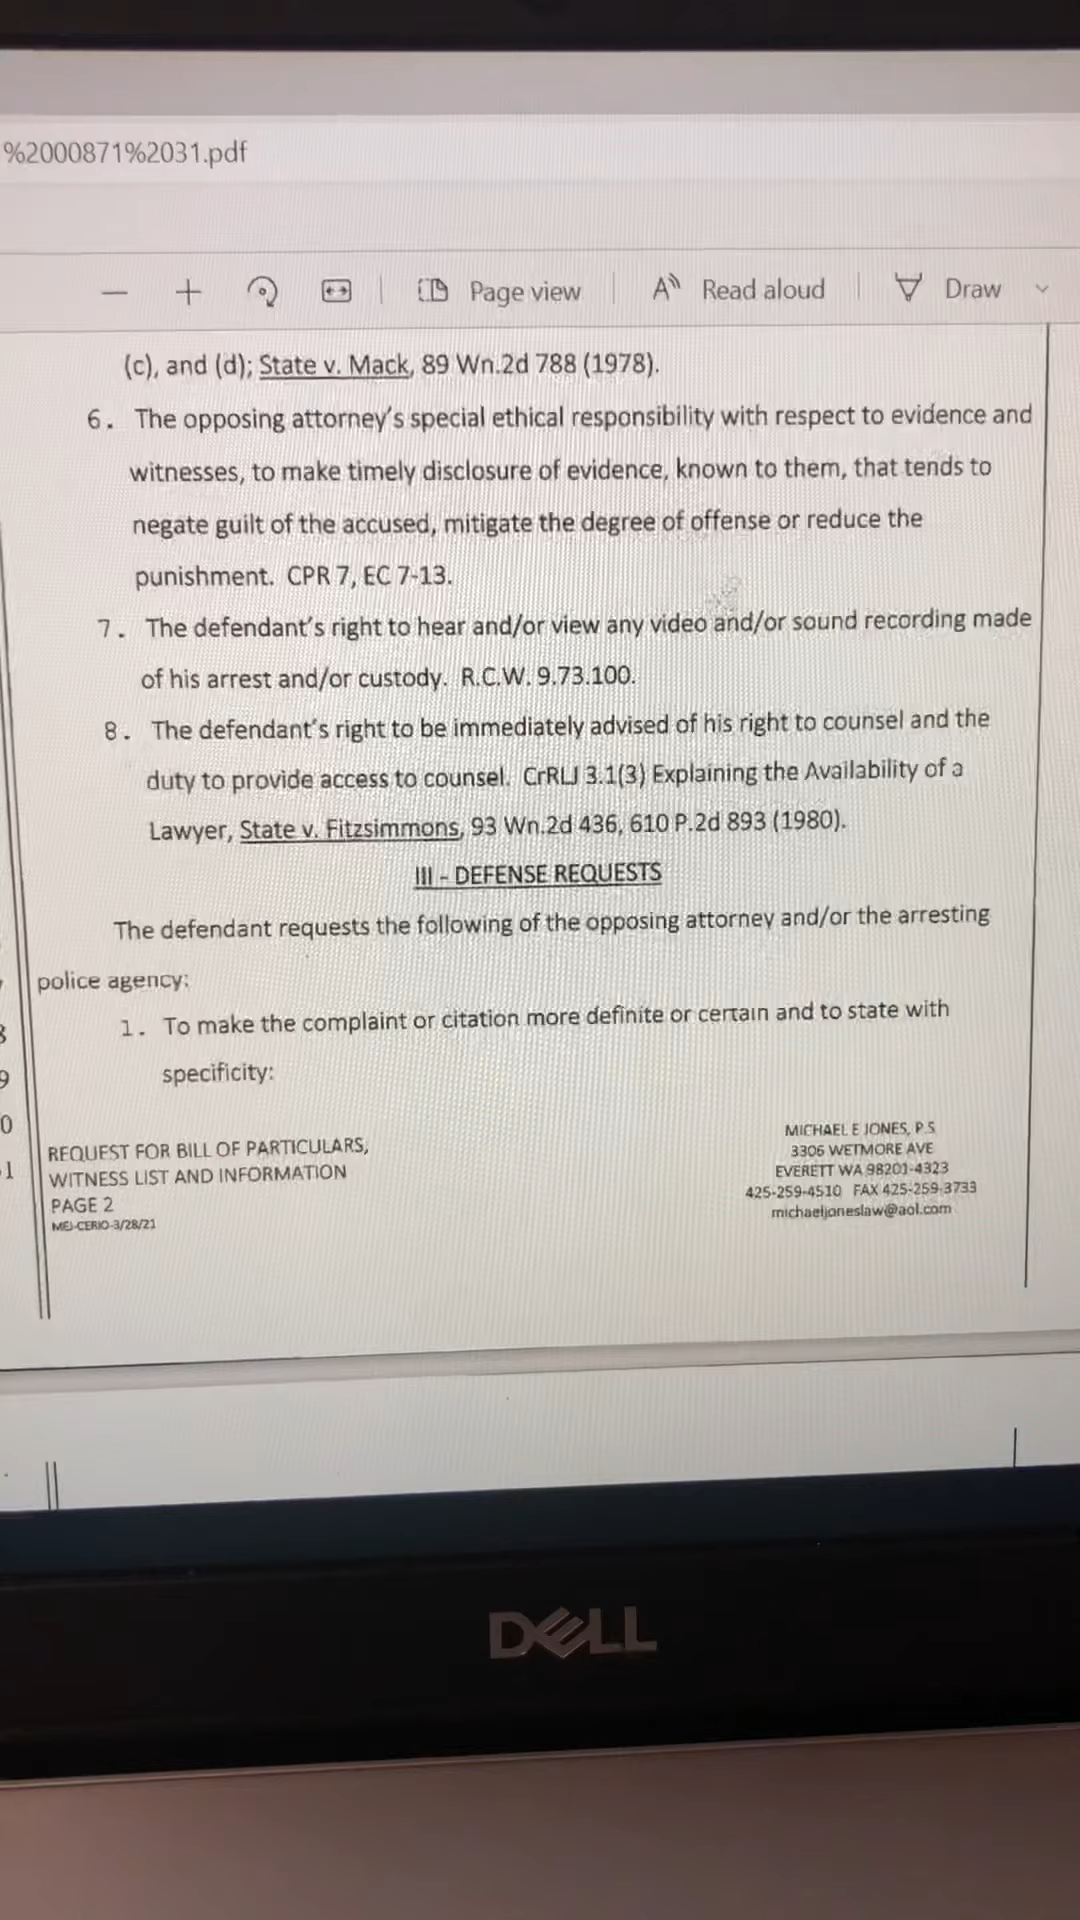 %2000871%2031.pdf
Page view
Read aloud
Draw
(c), and (d); State v. Mack, 89 Wn.2d 788 (1978).
6. The opposing attorney's special ethical responsibility with respect to evidence and
witnesses, to make timely disclosure of evidence, known to them, that tends to
negate guilt of the accused, mitigate the degree of offense or reduce the
punishment. CPR 7, EC 7-13.
7. The defendant's right to hear and/or view any video and/or sound recording made
of his arrest and/or custody. R.C.W. 9.73.100.
8. The defendant's right to be immediately advised of his right to counsel and the
duty to provide access to counsel. CrRLJ 3.1(3) Explaining the Availability of a
Lawyer, State v. Fitzsimmons, 93 Wn.2d 436, 610 P.2d 893 (1980).
III - DEFENSE REQUESTS
The defendant requests the following of the opposing attorney and/or the arresting
police agency:
1. To make the complaint or citation more definite or certain and to state with
specificity:
REQUEST FOR BILL OF PARTICULARS,
WITNESS LIST AND INFORMATION
PAGE 2
MEJ-CERIO-3/28/21
MICHAEL E JONES, P.S
3306 WETMORE AVE
EVERETT WA 98201-4323
425-259-4510 FAX 425-259-3733
michaeljoneslaw@aol.com
DELL